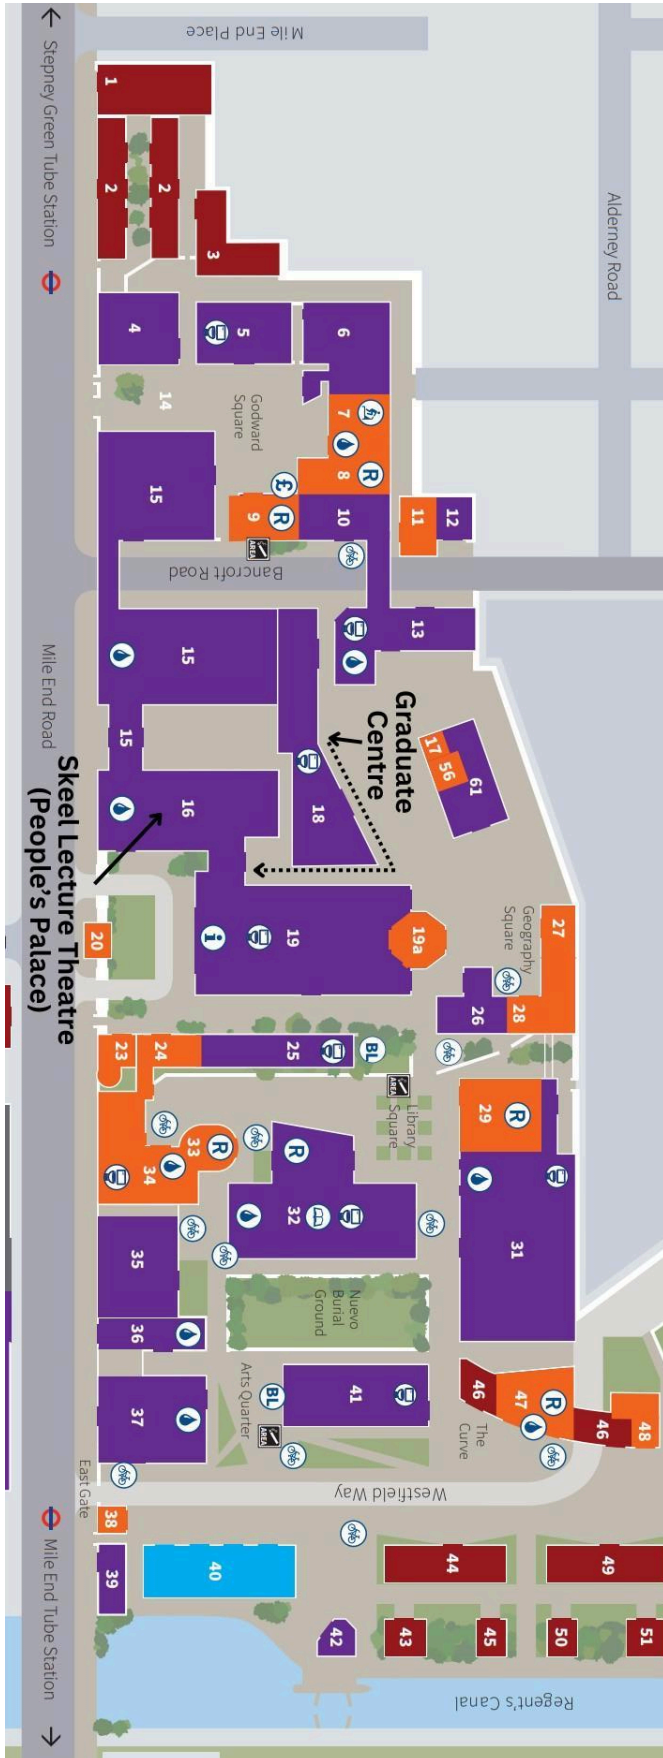 ← Stepney Green Tube Station
Mile End Place
Alderney Road
1
2
2
3
4
5
6
14
Godward
Square
7
8
R
£
9
R
10
11
12
15
AREA
Bancroft Road
13
15
15
Mile End Road
Graduate
Centre
18
17
56
61
16
Skeel Lecture Theatre
(People's Palace)
19
i
19a
20
Geography
Square
27
28
26
23
24
25
BL
AREA
Library
Square
29
R
33
R
34
R
32
31
35
36
37
Nuevo
Burial
Ground
Arts Quarter
41
BL
AREA
46
The
Curve
47
R
46
48
Westfield Way
East Gate
38
39
40
44
49
42
43
45
50
51
Regent's Canal
Mile End Tube Station →